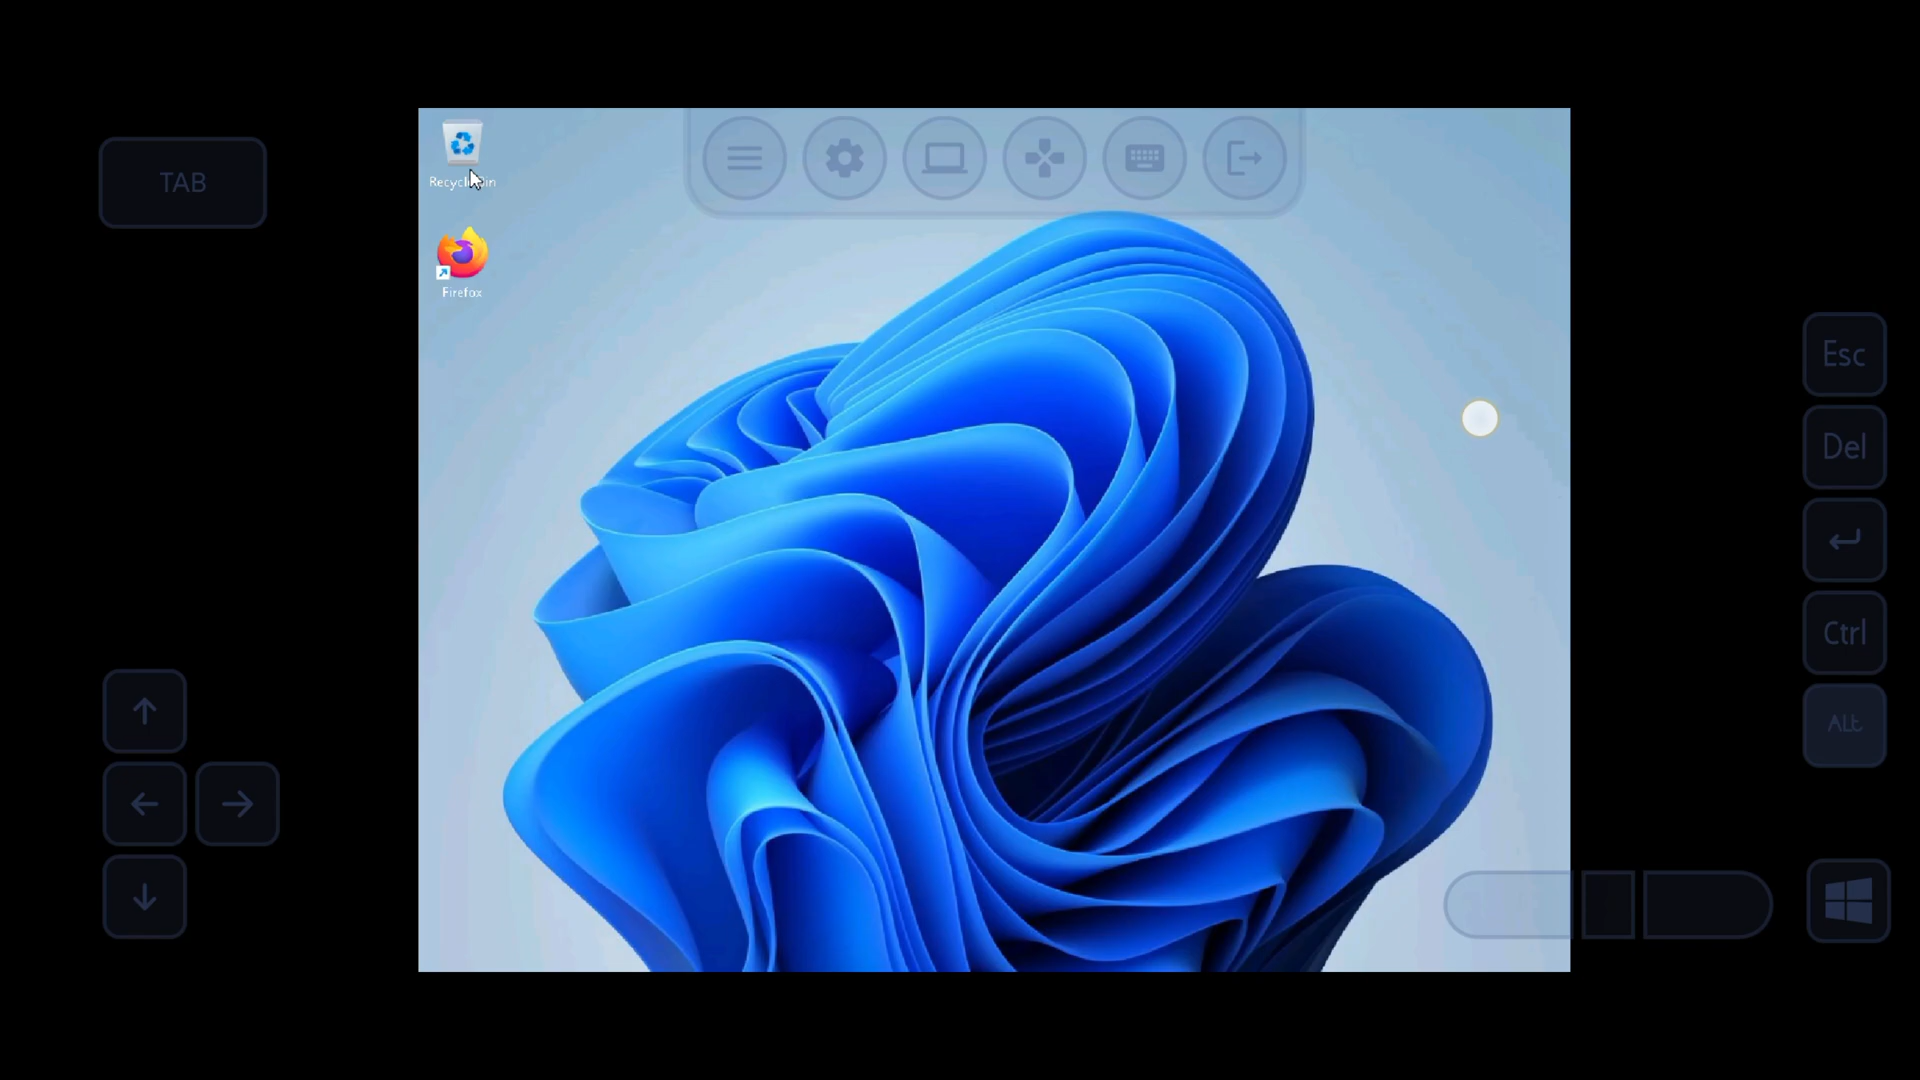 TAB
Recycle Bin
Firefox
Esc
Del
Ctrl
Alt